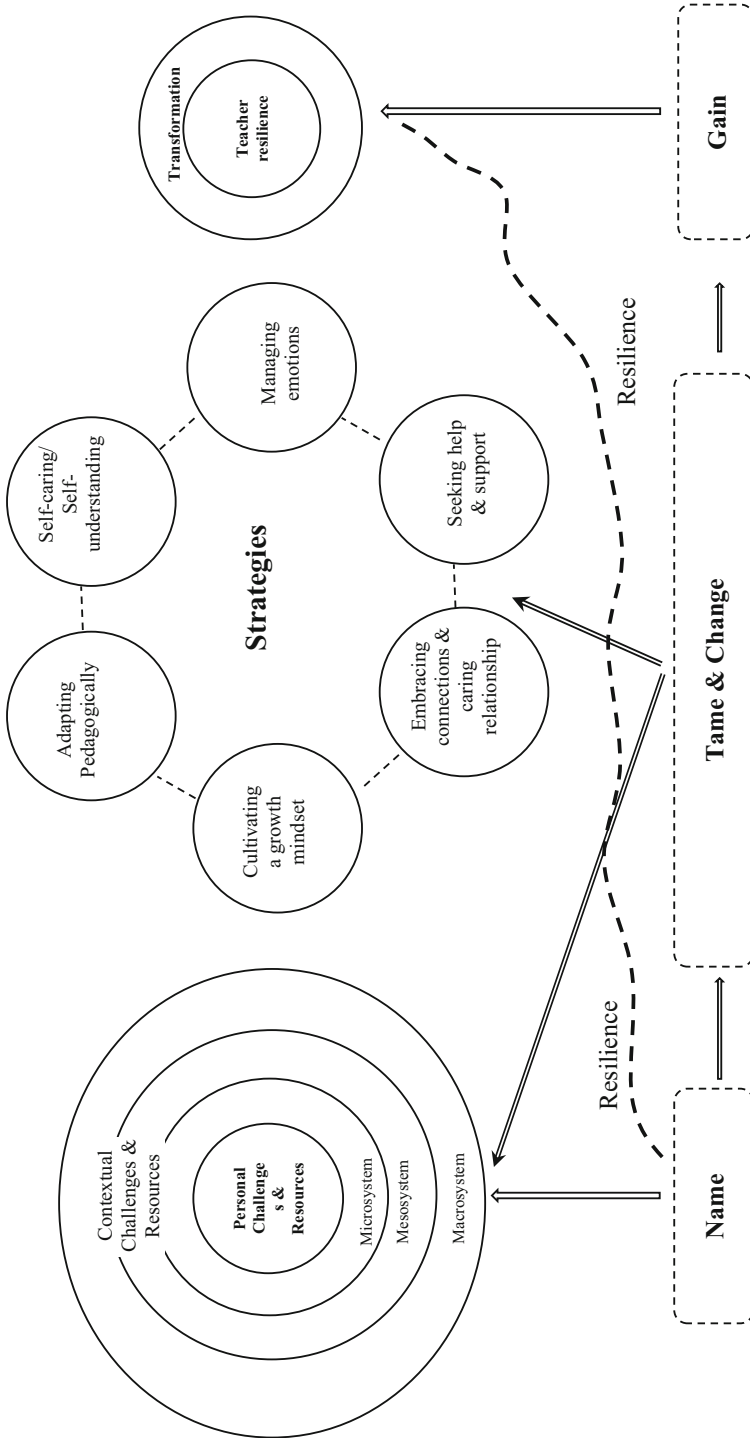 Contextual
Challenges &
Resources
Personal
Challenge
s &
Resources
Microsystem
Mesosystem
Macrosystem
Adapting
Pedagogically
Self-caring/
Self-
understanding
Cultivating
a growth
mindset
Strategies
Managing
emotions
Embracing
connections &
caring
relationship
Seeking help
& support
Transformation
Teacher
resilience
Resilience
Resilience
Name
Tame & Change
Gain